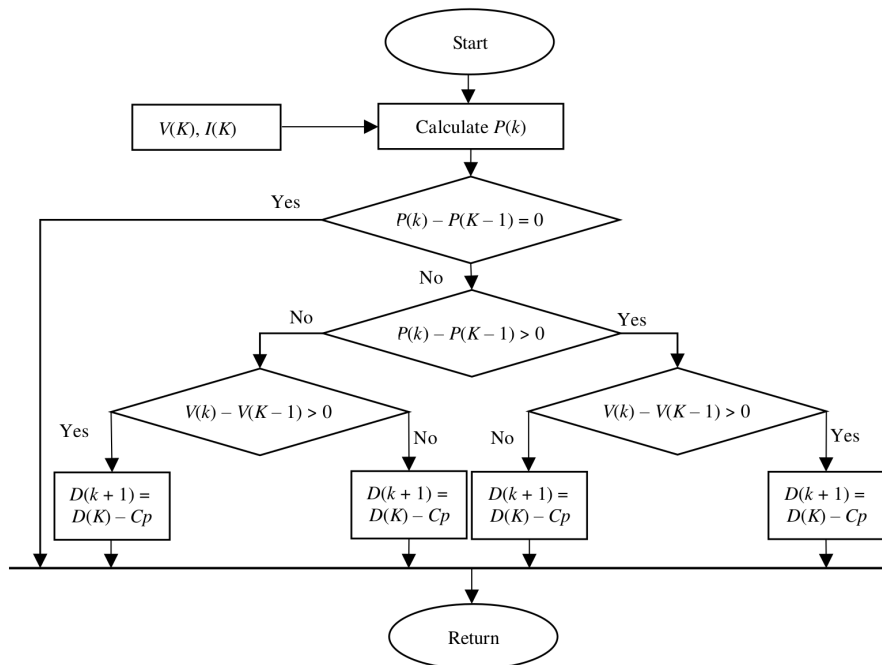 Start
V(K), I(K)
Calculate P(k)
Yes
P(k) – P(K – 1) = 0
No
No
P(k) – P(K – 1) > 0
Yes
V(k) – V(K – 1) > 0
V(k) – V(K – 1) > 0
Yes
No
No
Yes
D(k + 1) =
D(K) – Cp
D(k + 1) =
D(K) – Cp
D(k + 1) =
D(K) – Cp
D(k + 1) =
D(K) – Cp
Return